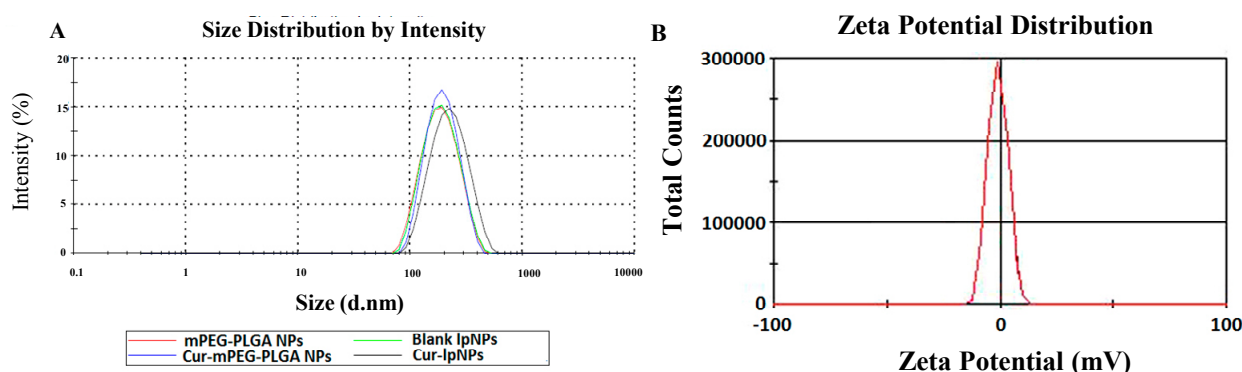 A
Size Distribution by Intensity
Intensity (%)
20
15
10
5
0
0.1 1 10 100 1000 10000
Size (d.nm)
mPEG-PLGA NPs Blank lpNPs
Cur-mPEG-PLGA NPs Cur-lpNPs
B
Zeta Potential Distribution
Total Counts
300000
200000
100000
0
-100 0 100
Zeta Potential (mV)